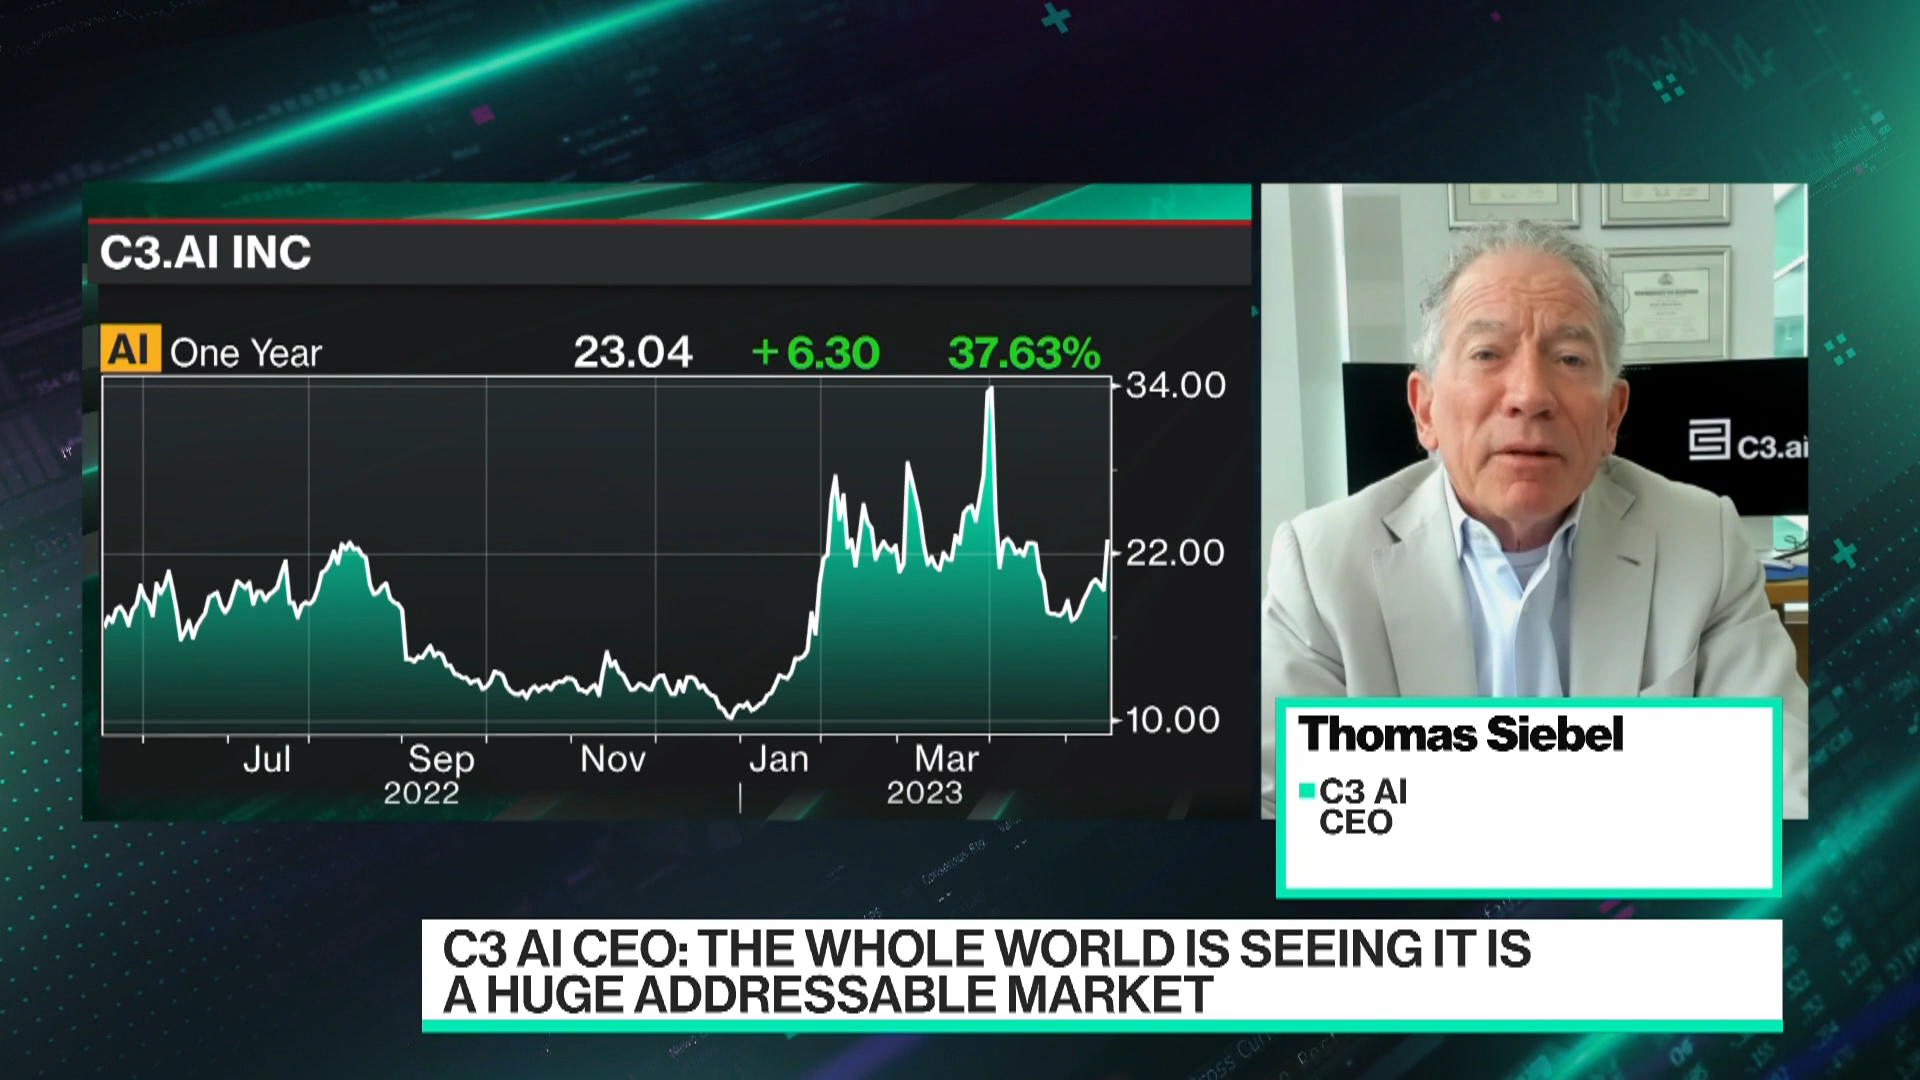 C3.AI INC
AI One Year 23.04 +6.30 37.63%
34.00
22.00
10.00
Jul Sep Nov Jan Mar
2022 2023
C3.ai
Thomas Siebel
C3 AI
CEO
C3 AI CEO: THE WHOLE WORLD IS SEEING IT IS
A HUGE ADDRESSABLE MARKET